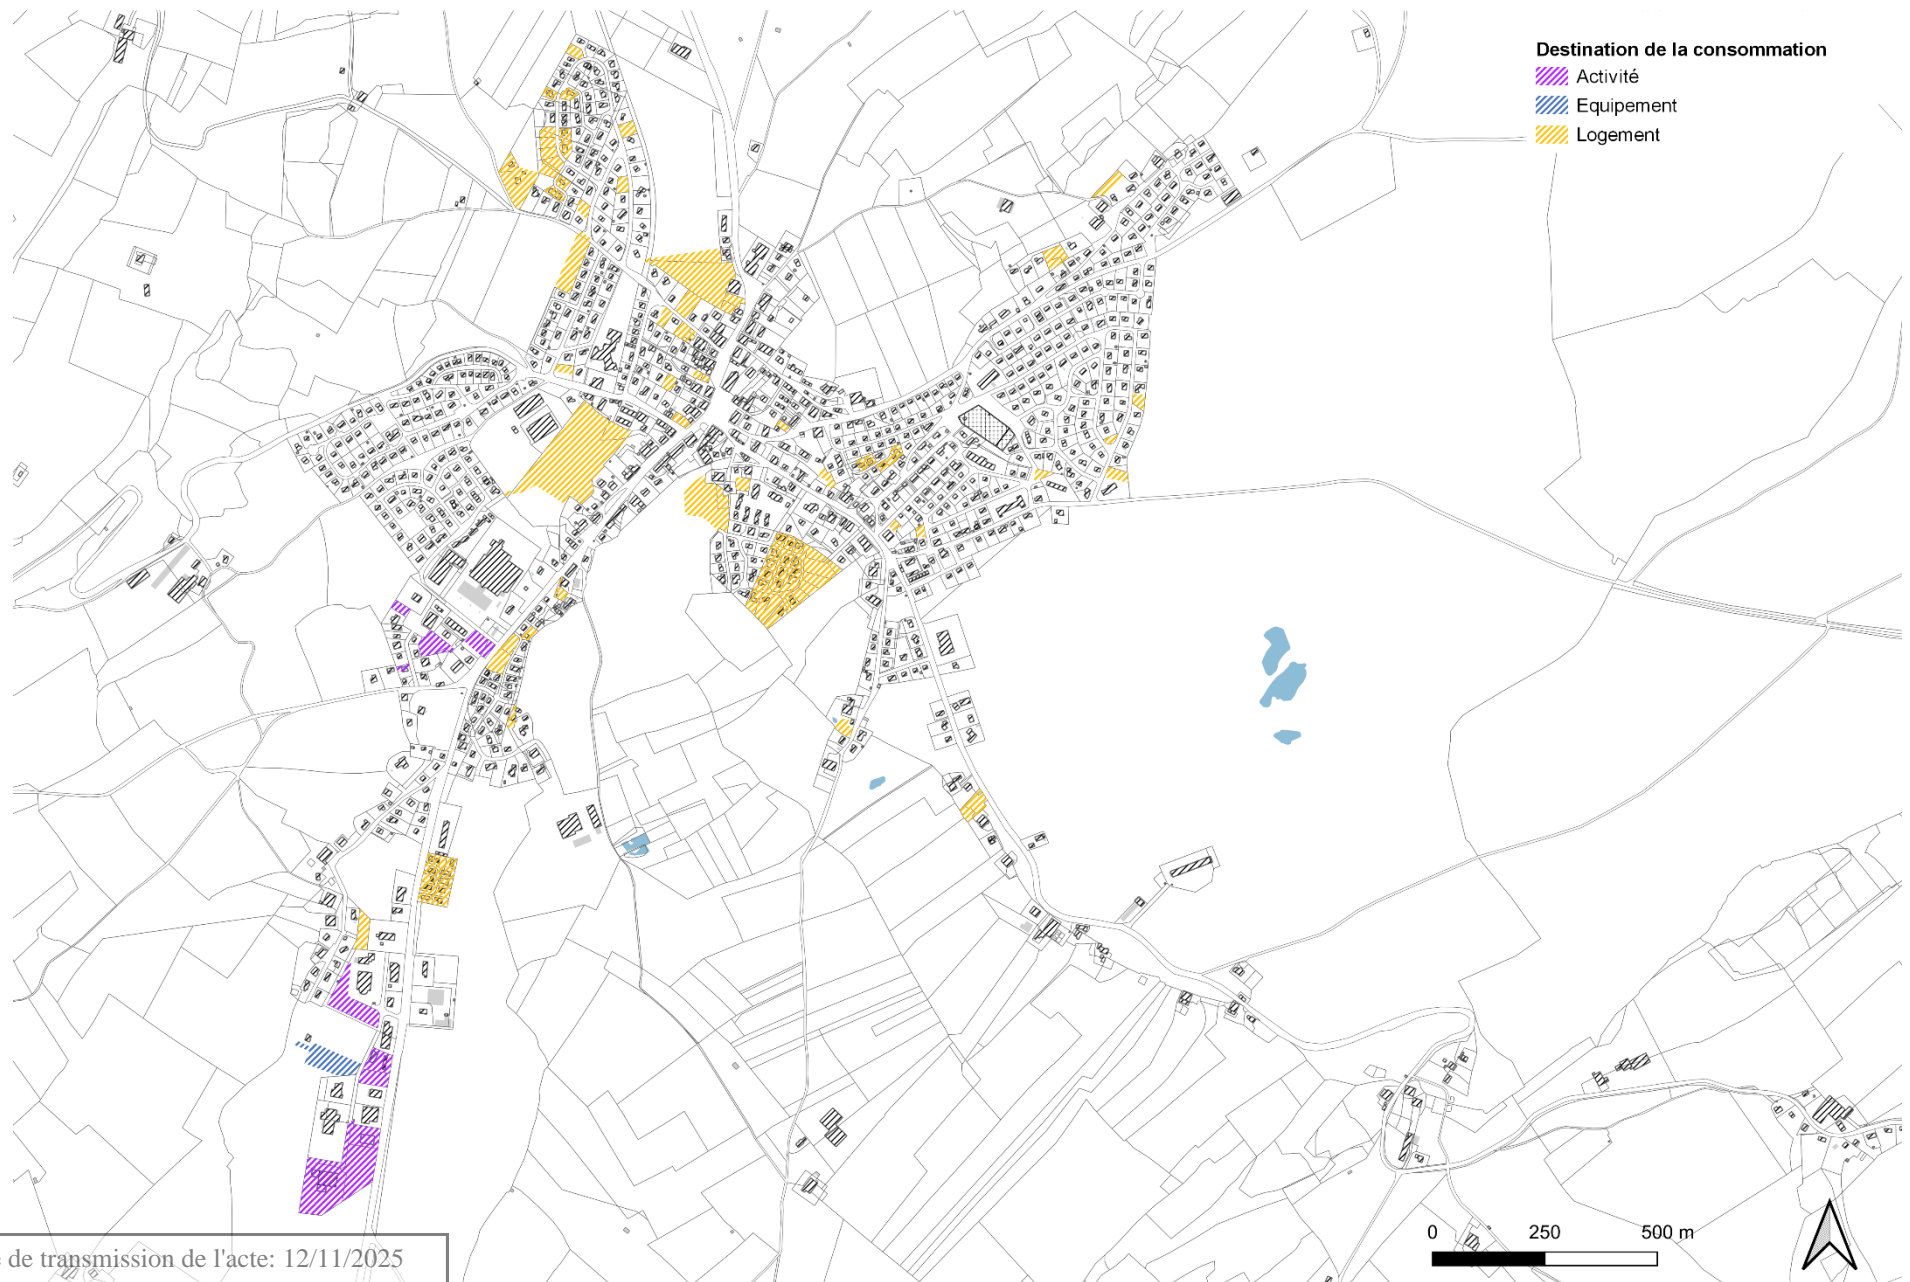 Destination de la consommation
Activité
Equipement
Logement
0 250 500 m
de transmission de l'acte: 12/11/2025